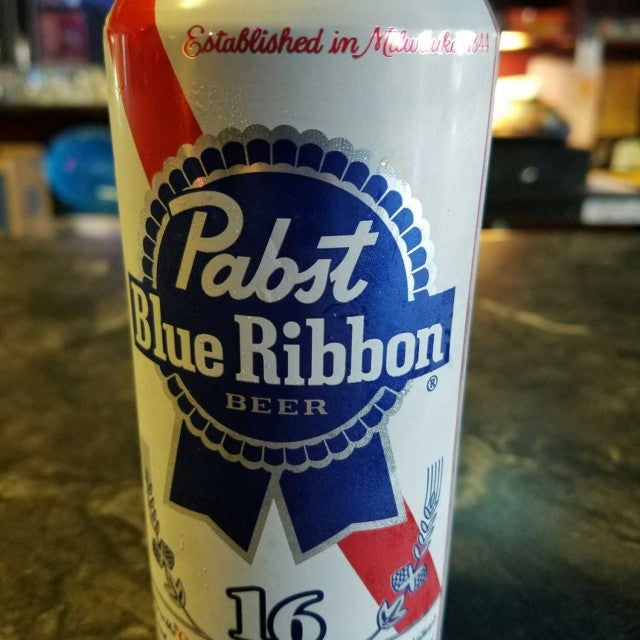 Established in Milwaukee 1844
Pabst
Blue Ribbon
BEER
®
16